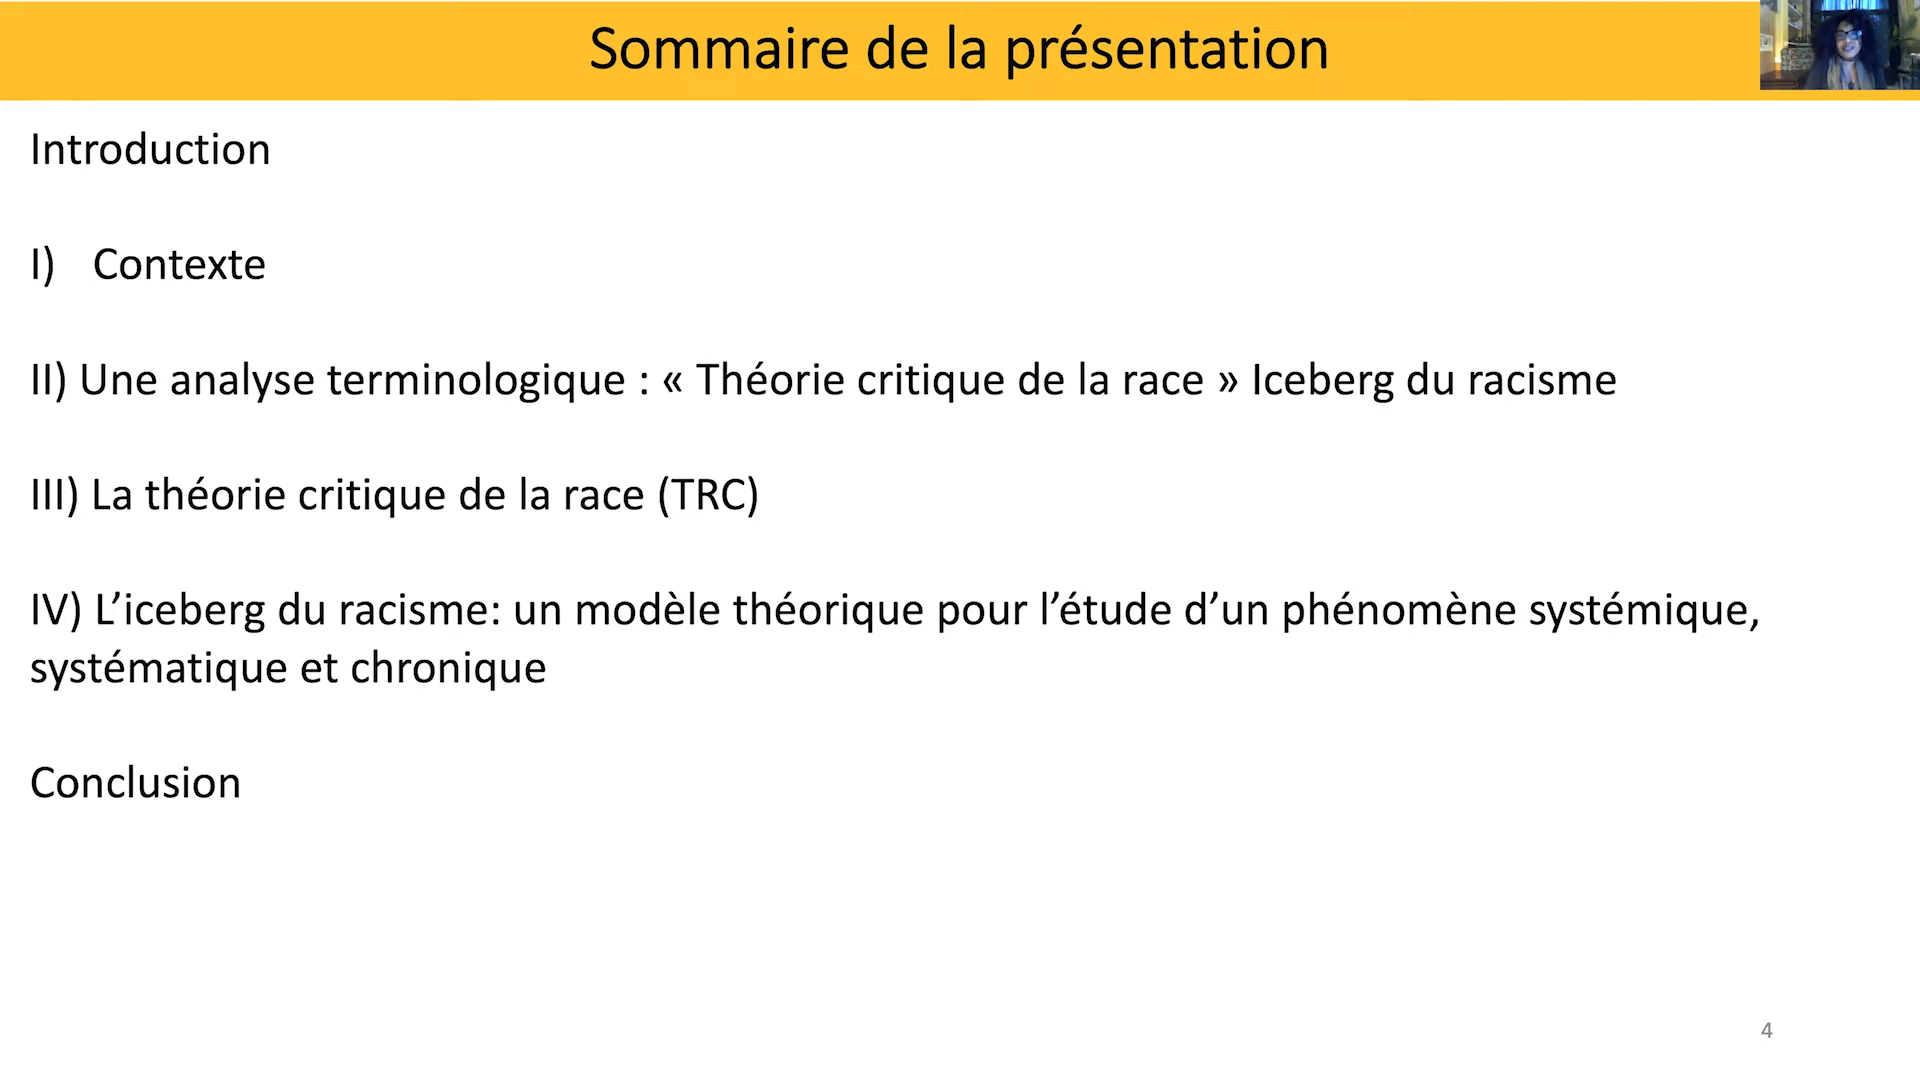 Sommaire de la présentation
Introduction
I) Contexte
II) Une analyse terminologique : « Théorie critique de la race » Iceberg du racisme
III) La théorie critique de la race (TRC)
IV) L’iceberg du racisme: un modèle théorique pour l’étude d’un phénomène systémique,
systématique et chronique
Conclusion
4